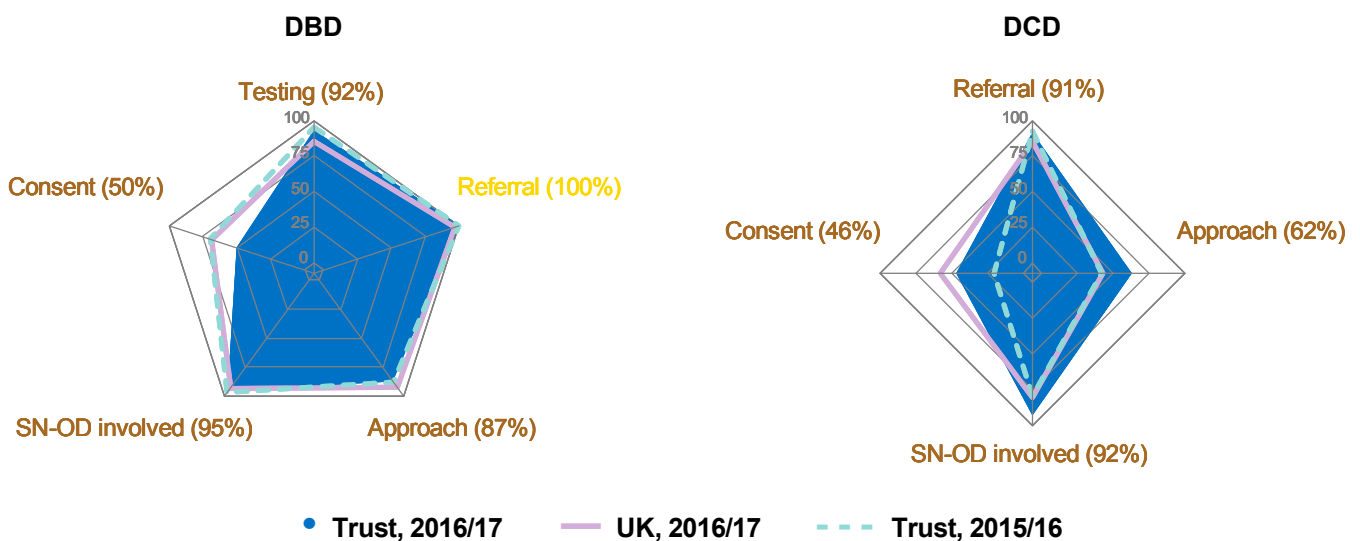 DBD
Testing (92%)
100
75
50
25
0
Consent (50%)
Referral (100%)
SN-OD involved (95%)
Approach (87%)
DCD
Referral (91%)
100
75
50
25
0
Consent (46%)
Approach (62%)
SN-OD involved (92%)
Trust, 2016/17
UK, 2016/17
Trust, 2015/16